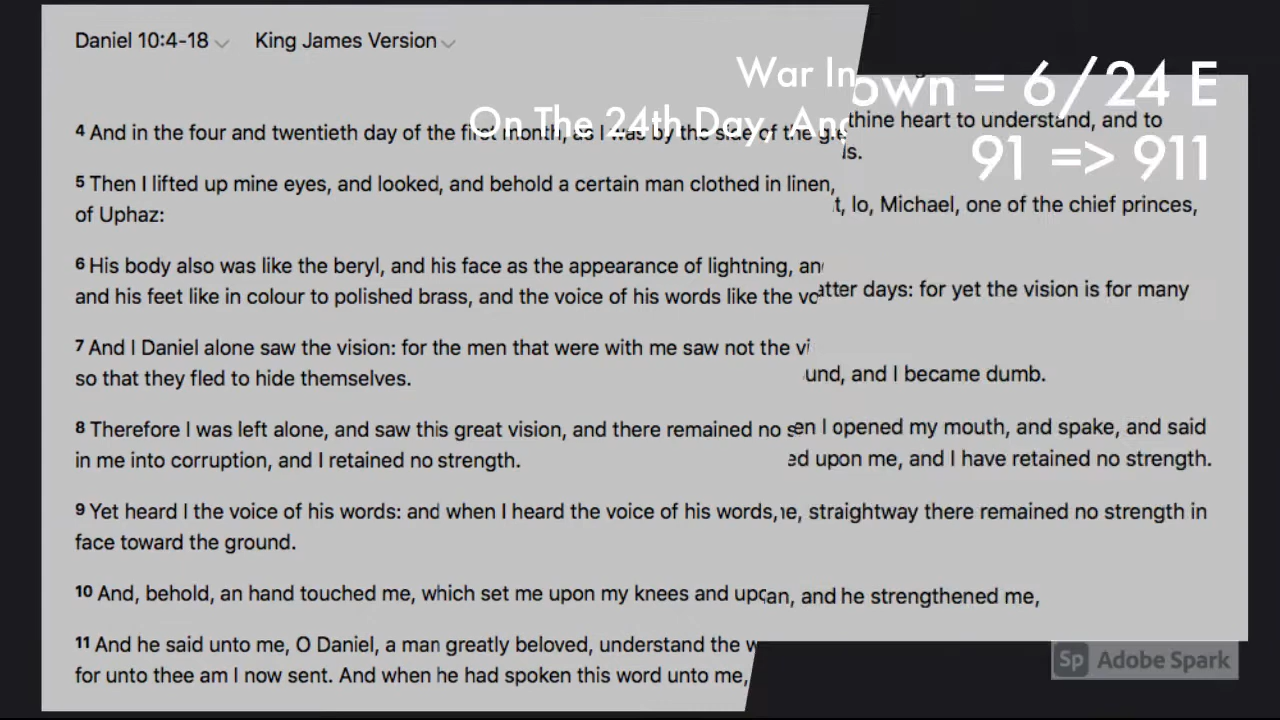 Daniel 10:4-18 King James Version
War In
own = 6/24 E
On The 24th Day, And
91 => 911
4 And in the four and twentieth day of the first month, as I was by the side of the
5 Then I lifted up mine eyes, and looked, and behold a certain man clothed in linen,
of Uphaz:
6 His body also was like the beryl, and his face as the appearance of lightning,
and his feet like in colour to polished brass, and the voice of his words like the
7 And I Daniel alone saw the vision: for the men that were with me saw not the
so that they fled to hide themselves.
8 Therefore I was left alone, and saw this great vision, and there remained no
in me into corruption, and I retained no strength.
9 Yet heard I the voice of his words: and when I heard the voice of his words,
face toward the ground.
10 And, behold, an hand touched me, which set me upon my knees and
11 And he said unto me, O Daniel, a man greatly beloved, understand the
for unto thee am I now sent. And when he had spoken this word unto me,
thine heart to understand, and to
lo, Michael, one of the chief princes,
days: for yet the vision is for many
and I became dumb.
I opened my mouth, and spake, and said
upon me, and I have retained no strength.
straightway there remained no strength in
and he strengthened me,
Sp Adobe Spark